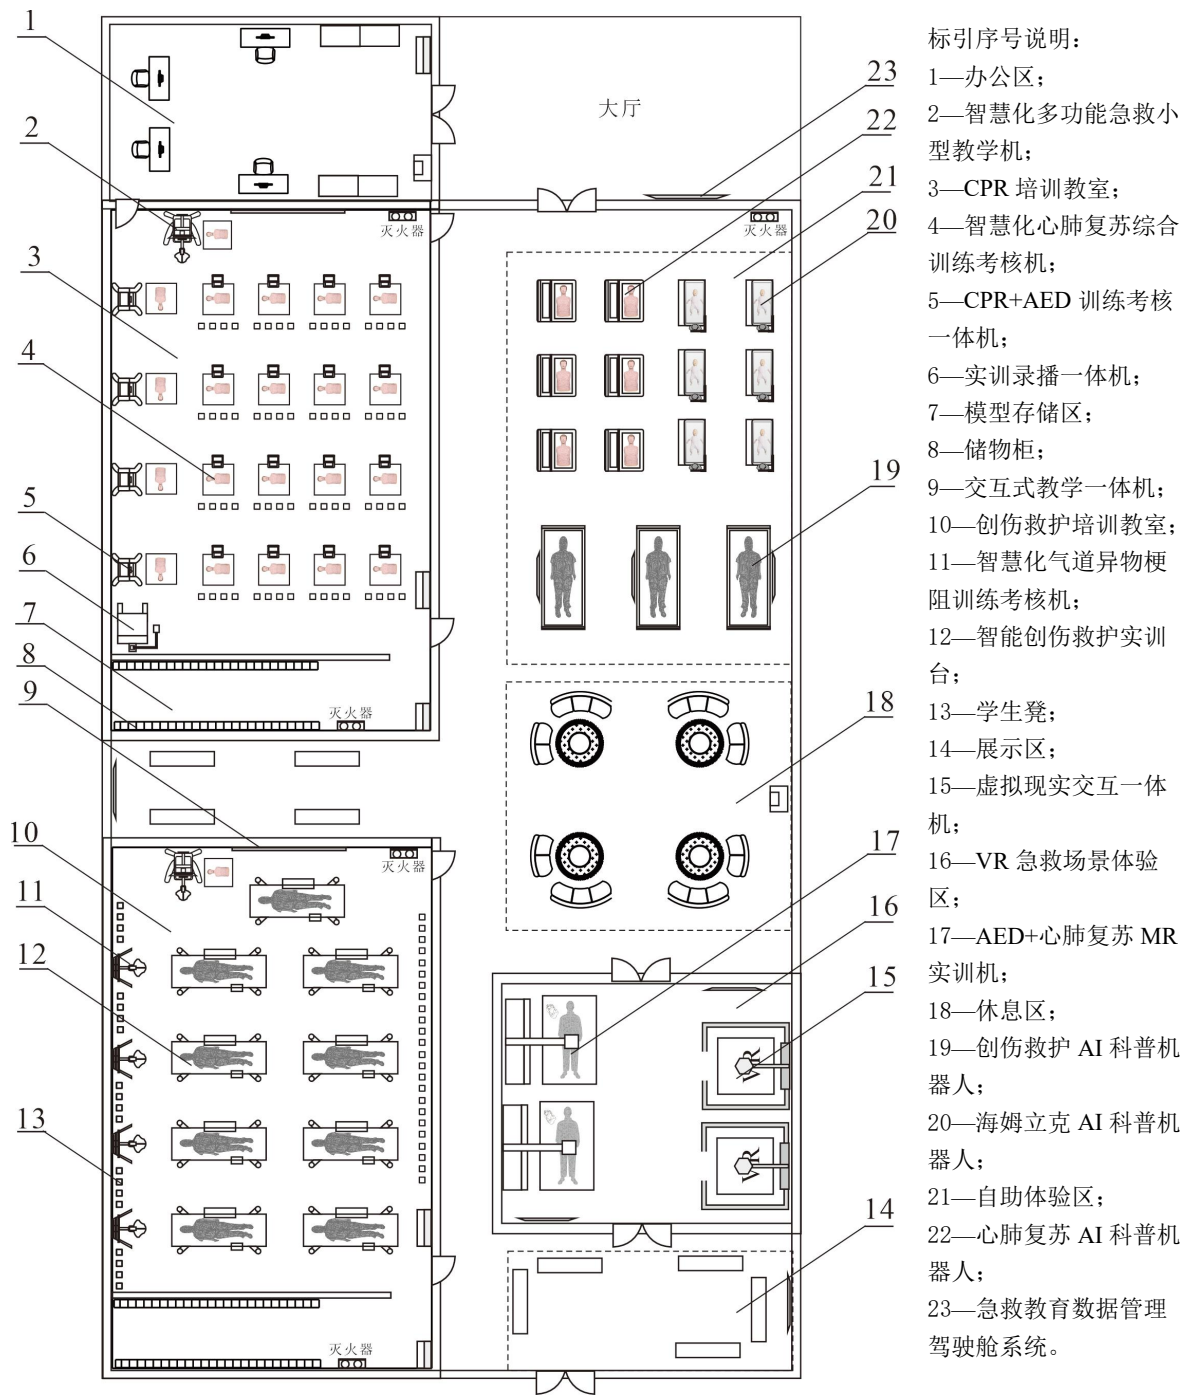 标引序号说明：
1—办公区；
2—智慧化多功能急救小
型教学机；
3—CPR 培训教室；
4—智慧化心肺复苏综合
训练考核机；
5—CPR+AED 训练考核
一体机；
6—实训录播一体机；
7—模型存储区；
8—储物柜；
9—交互式教学一体机；
10—创伤救护培训教室；
11—智慧化气道异物梗
阻训练考核机；
12—智能创伤救护实训
台；
13—学生凳；
14—展示区；
15—虚拟现实交互一体
机；
16—VR 急救场景体验
区；
17—AED+心肺复苏 MR
实训机；
18—休息区；
19—创伤救护 AI 科普机
器人；
20—海姆立克 AI 科普机
器人；
21—自助体验区；
22—心肺复苏 AI 科普机
器人；
23—急救教育数据管理
驾驶舱系统。
1
2
3
4
5
6
7
8
9
10
11
12
13
大厅
23
22
21
20
19
18
17
16
15
14
灭火器
灭火器
灭火器
灭火器
灭火器
VR
VR